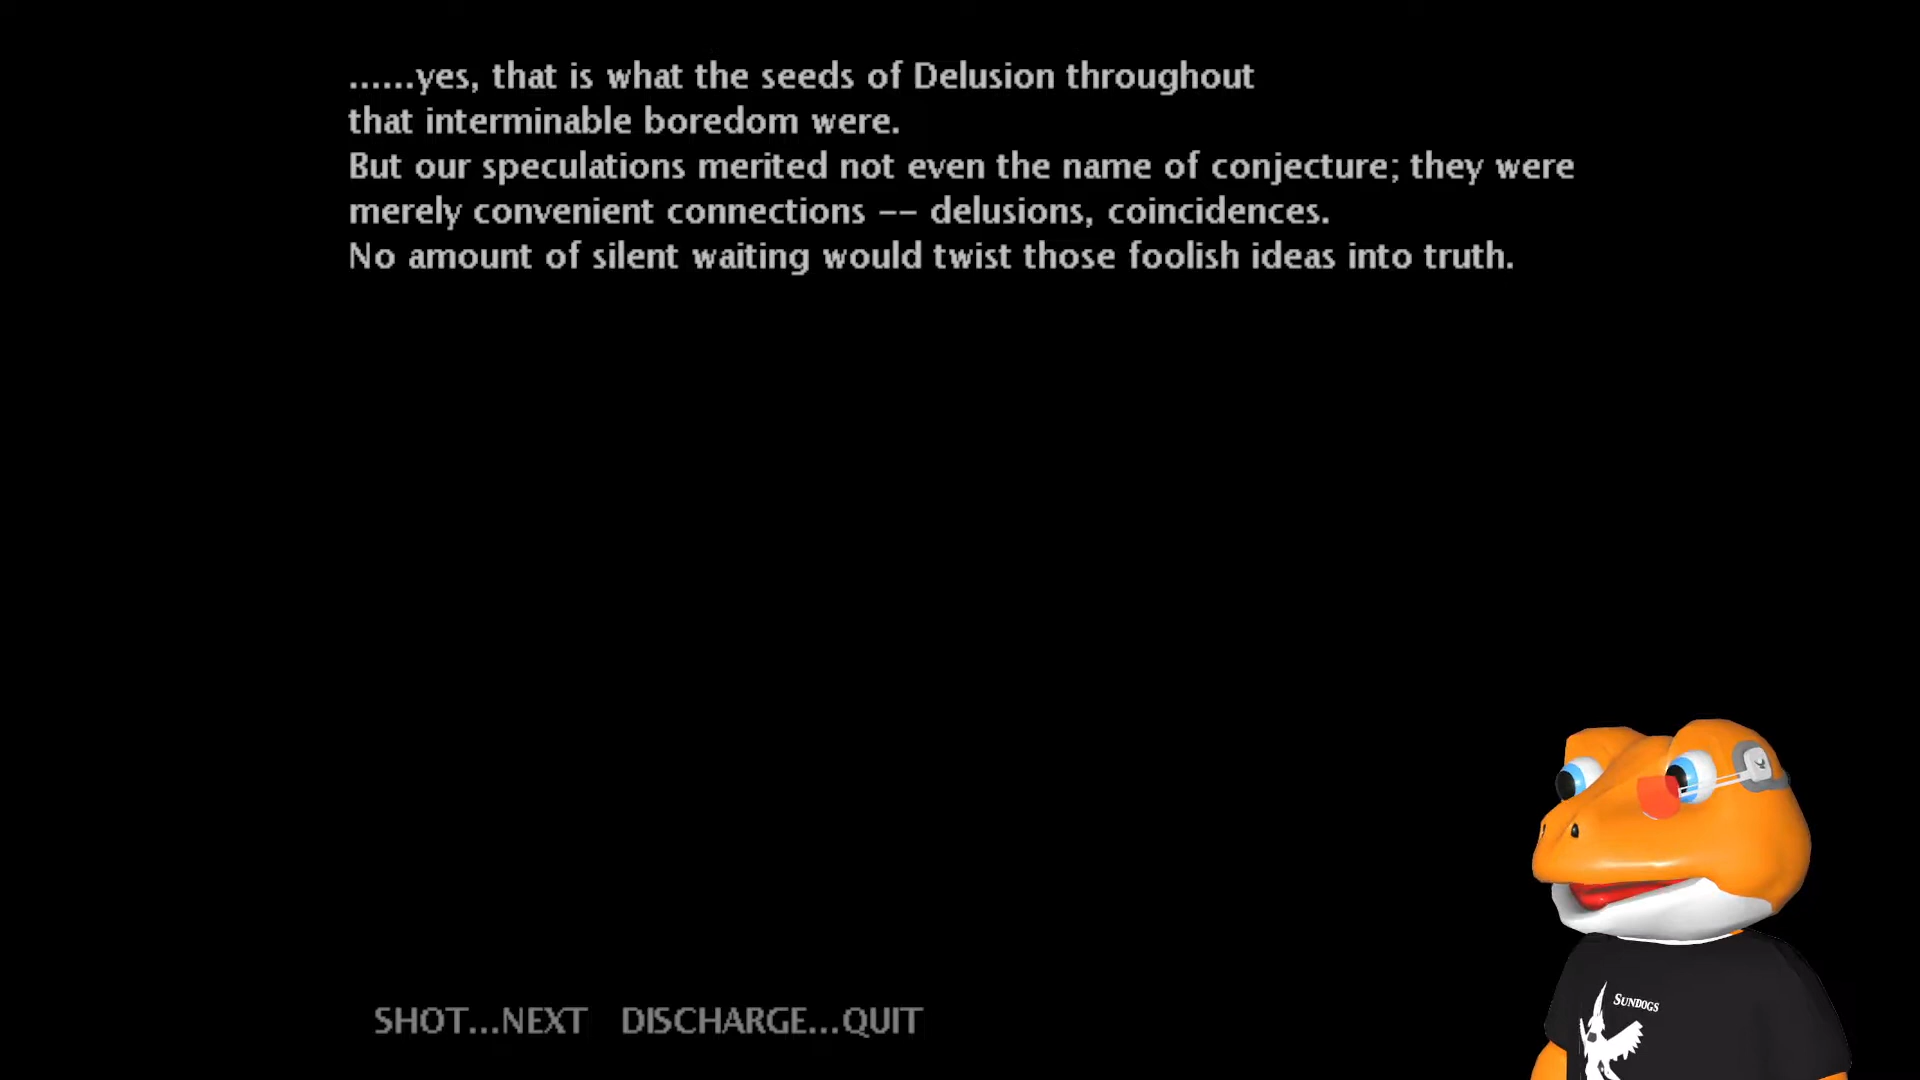 ......yes, that is what the seeds of Delusion throughout
that interminable boredom were.
But our speculations merited not even the name of conjecture; they were
merely convenient connections -- delusions, coincidences.
No amount of silent waiting would twist those foolish ideas into truth.
SUNDOGS
SHOT...NEXT DISCHARGE...QUIT